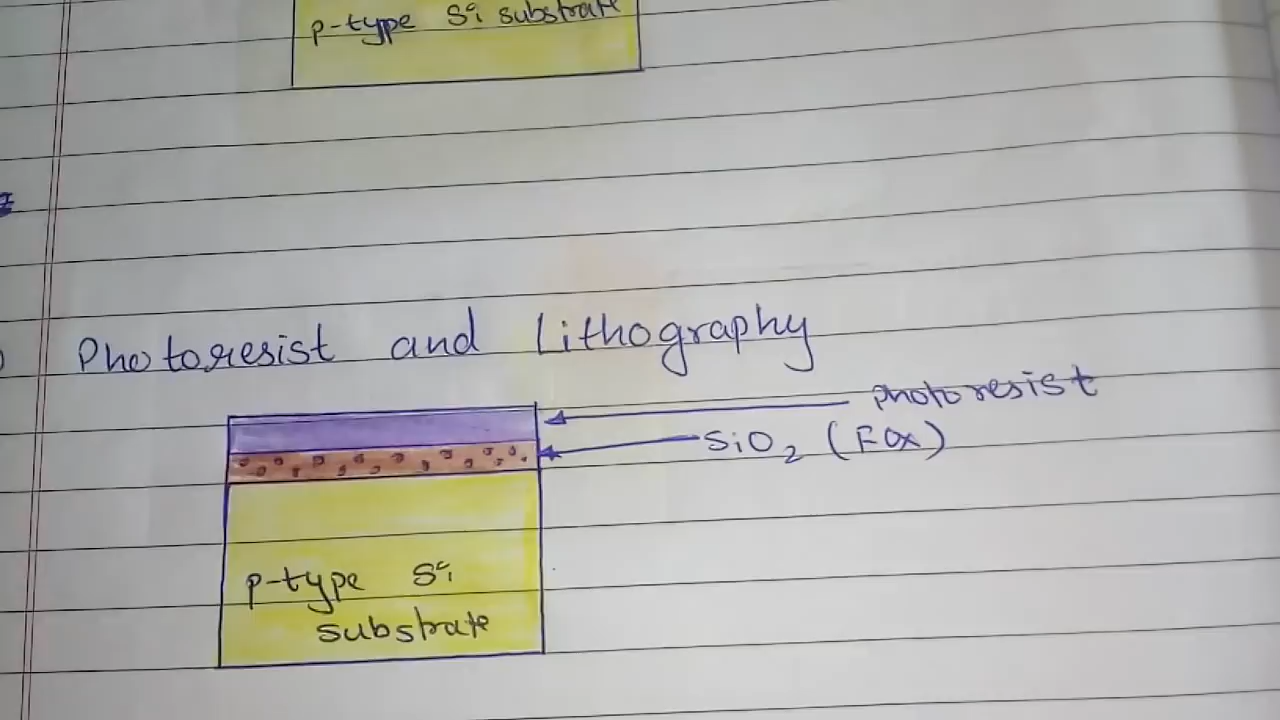 p-type Si substrate
Photoresist and Lithography
photoresist
SiO₂ (FOx)
p-type Si
substrate